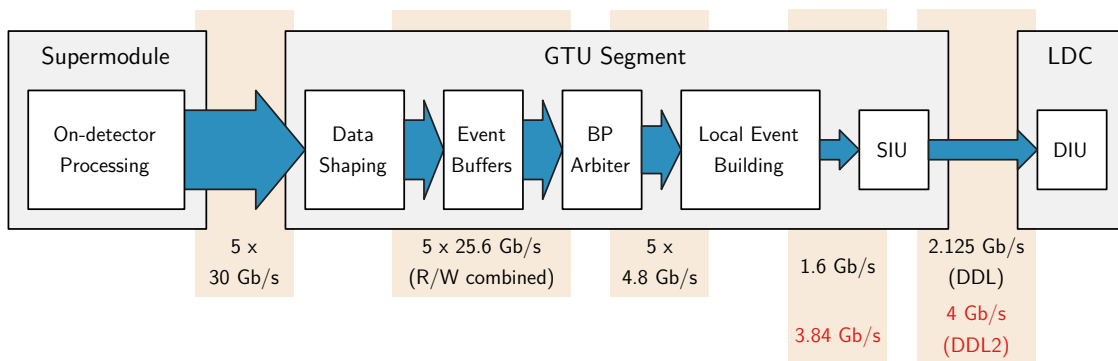 Supermodule
GTU Segment
LDC
On-detector
Processing
Data
Shaping
Event
Buffers
BP
Arbiter
Local Event
Building
SIU
DIU
5 x
30 Gb/s
5 x 25.6 Gb/s
(R/W combined)
5 x
4.8 Gb/s
1.6 Gb/s
3.84 Gb/s
2.125 Gb/s
(DDL)
4 Gb/s
(DDL2)